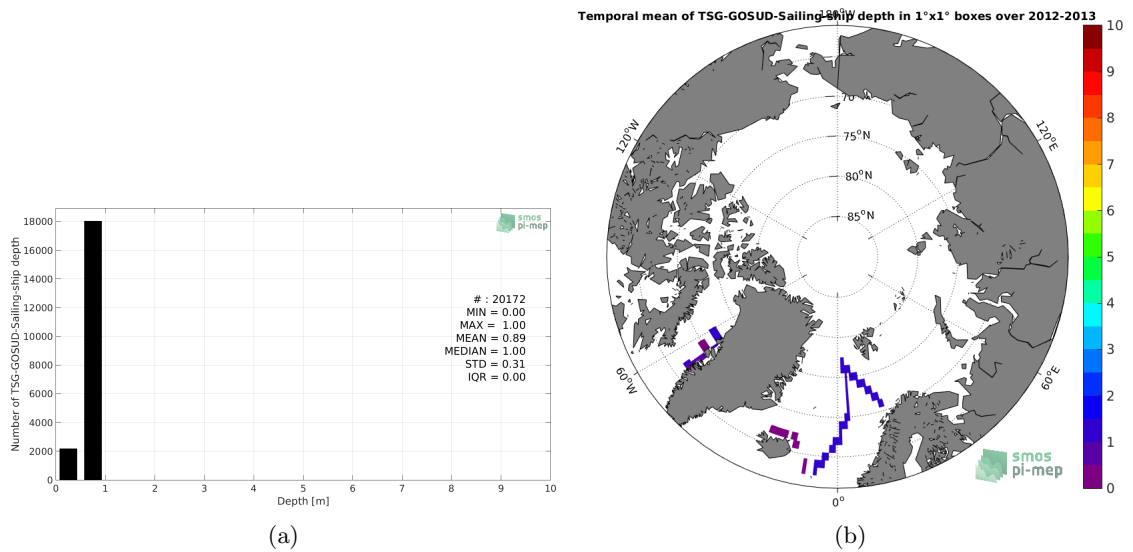 18000
16000
14000
12000
10000
8000
6000
4000
2000
0
Number of TSG-GOSUD-Sailing-ship depth
smos
pi-mep
# : 20172
MIN = 0.00
MAX = 1.00
MEAN = 0.89
MEDIAN = 1.00
STD = 0.31
IQR = 0.00
0 1 2 3 4 5 6 7 8 9 10
Depth [m]
(a)
Temporal mean of TSG-GOSUD-Sailing-ship depth in 1°x1° boxes over 2012-2013
180°W
120°W
120°E
70
75°N
80°N
85°N
60°W
60°E
0°
smos
pi-mep
10
9
8
7
6
5
4
3
2
1
0
(b)